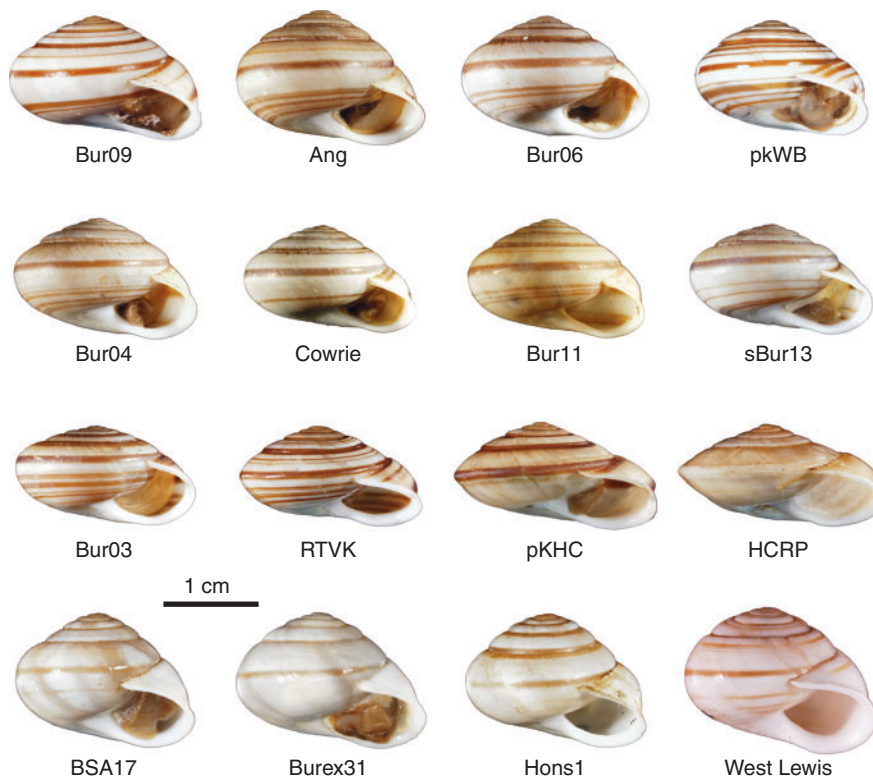 Bur09 Ang Bur06 pkWB
Bur04 Cowrie Bur11 sBur13
Bur03 RTVK pKHC HCRP
1 cm
BSA17 Burex31 Hons1 West Lewis